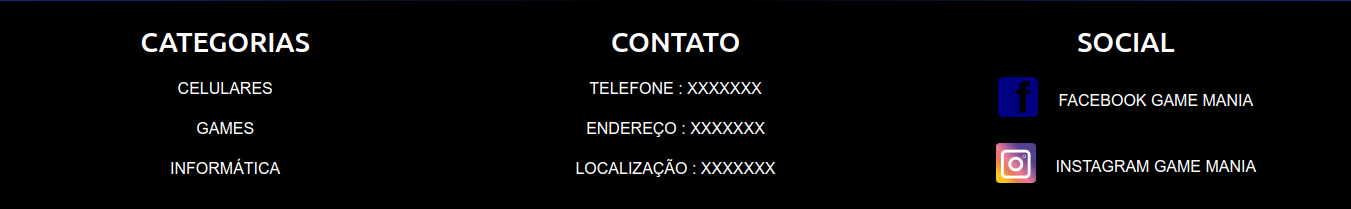 CATEGORIAS
CELULARES
GAMES
INFORMÁTICA
CONTATO
TELEFONE : XXXXXXX
ENDEREÇO : XXXXXXX
LOCALIZAÇÃO : XXXXXXX
SOCIAL
FACEBOOK GAME MANIA
INSTAGRAM GAME MANIA